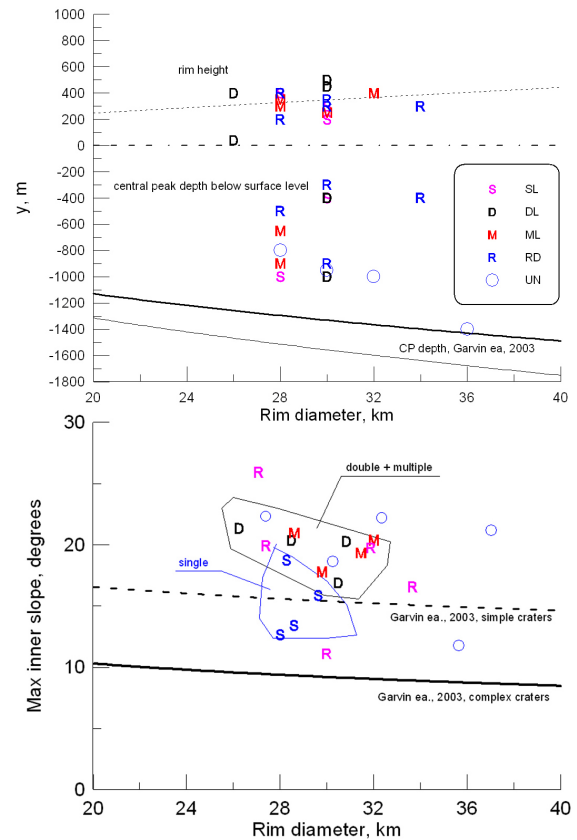 1000
800
600
400
200
0
-200
-400
-600
-800
-1000
-1200
-1400
-1600
-1800
y, m
rim height
D
R
M
M
R
D
D
R
R
M
S
M
R
D
central peak depth below surface level
R
D
R
R
M
M
R
S
D
S SL
D DL
M ML
R RD
UN
CP depth, Garvin ea, 2003
20 24 28 32 36 40
Rim diameter, km
30
20
10
0
Max inner slope, degrees
double + multiple
R
D
M
D
D
M
R
R
M
single
S
M
D
R
S
Garvin ea., 2003, simple craters
S
S
R
Garvin ea., 2003, complex craters
20 24 28 32 36 40
Rim diameter, km